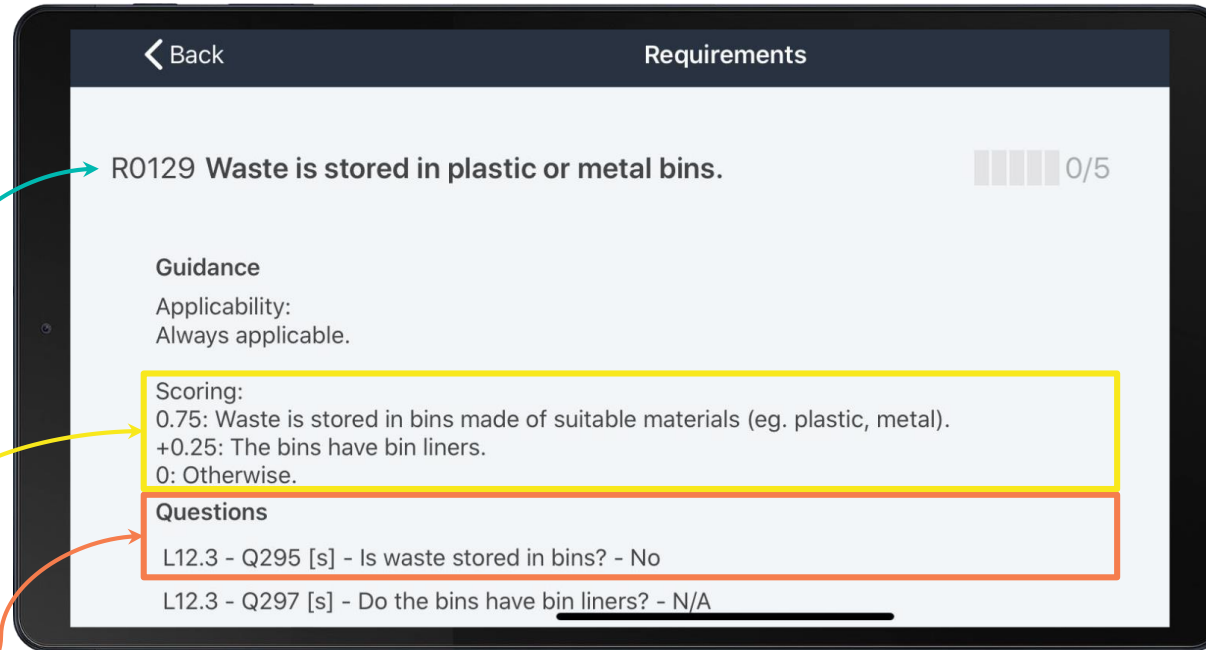 Back
Requirements
R0129 Waste is stored in plastic or metal bins.
0/5
Guidance
Applicability:
Always applicable.
Scoring:
0.75: Waste is stored in bins made of suitable materials (eg. plastic, metal).
+0.25: The bins have bin liners.
0: Otherwise.
Questions
L12.3 - Q295 [s] - Is waste stored in bins? - No
L12.3 - Q297 [s] - Do the bins have bin liners? - N/A